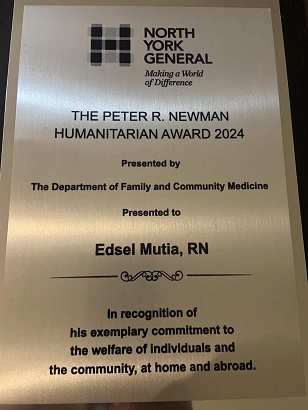 NORTH
YORK
GENERAL
Making a World
of Difference
THE PETER R. NEWMAN
HUMANITARIAN AWARD 2024
Presented by
The Department of Family and Community Medicine
Presented to
Edsel Mutia, RN
In recognition of
his exemplary commitment to
the welfare of individuals and
the community, at home and abroad.